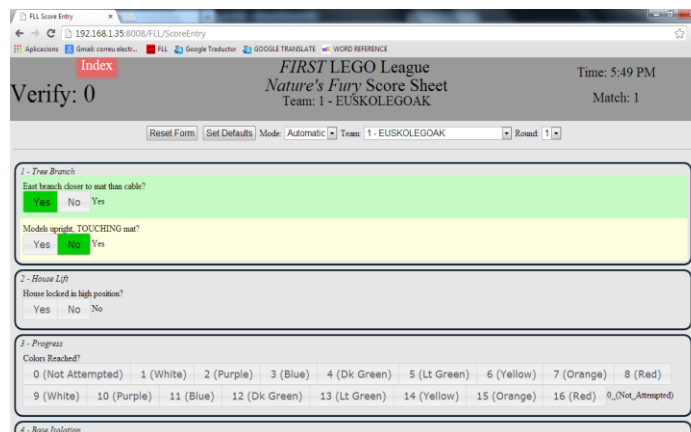 FLL Score Entry
192.168.1.35:8008/FLL/ScoreEntry
Aplicacions Gmail: correu electr... FLL Google Traductor GOOGLE TRANSLATE WORD REFERENCE
Index
Verify: 0
FIRST LEGO League
Nature's Fury Score Sheet
Team: 1 - EUSKOLEGOAK
Time: 5:49 PM
Match: 1
Reset Form Set Defaults Mode: Automatic Team: 1 - EUSKOLEGOAK Round: 1
1 - Tree Branch
East branch closer to mat than cable?
Yes No Yes
Models upright, TOUCHING mat?
Yes No Yes
2 - House Lift
House locked in high position?
Yes No No
3 - Progress
Colors Reached?
0 (Not Attempted) 1 (White) 2 (Purple) 3 (Blue) 4 (Dk Green) 5 (Lt Green) 6 (Yellow) 7 (Orange) 8 (Red)
9 (White) 10 (Purple) 11 (Blue) 12 (Dk Green) 13 (Lt Green) 14 (Yellow) 15 (Orange) 16 (Red) 0_(Not_Attempted)
4 - Base Isolation